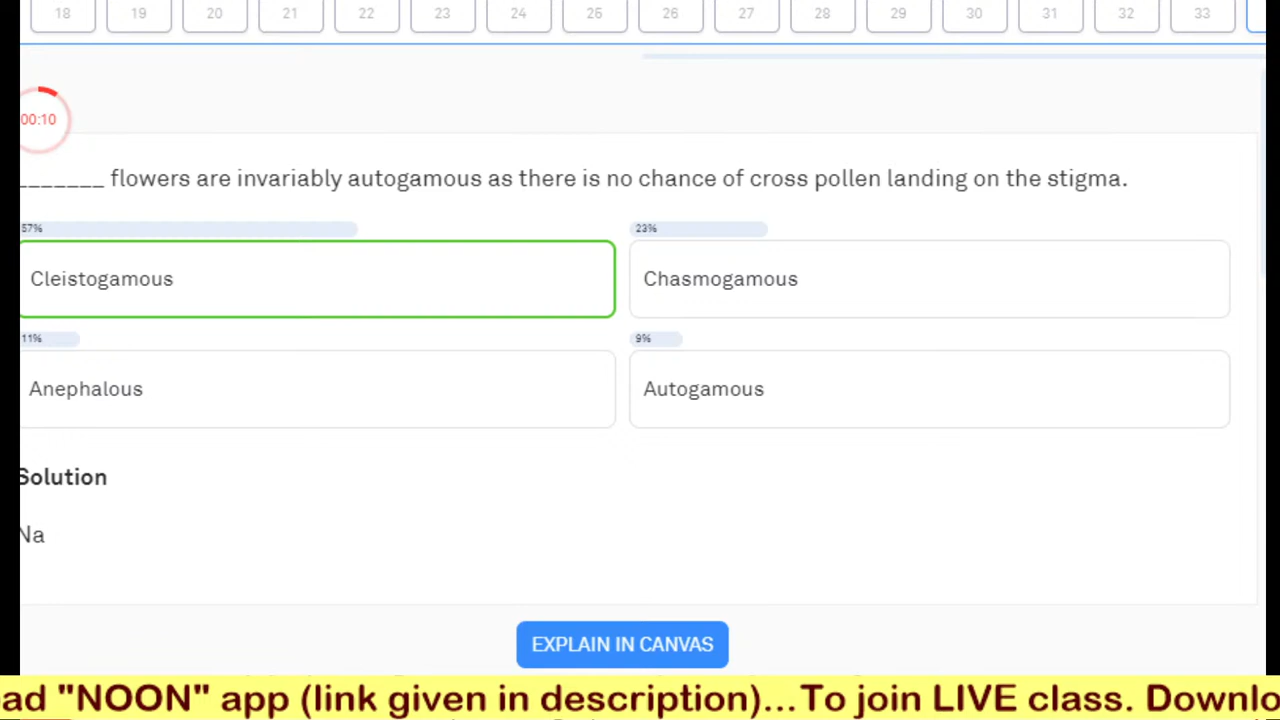 18 19 20 21 22 23 24 26 26 27 28 29 30 31 32 33
00:10
_______ flowers are invariably autogamous as there is no chance of cross pollen landing on the stigma.
57% 23%
Cleistogamous Chasmogamous
11% 9%
Anephalous Autogamous
Solution
Na
EXPLAIN IN CANVAS
ad "NOON" app (link given in description)...To join LIVE class. Downlo